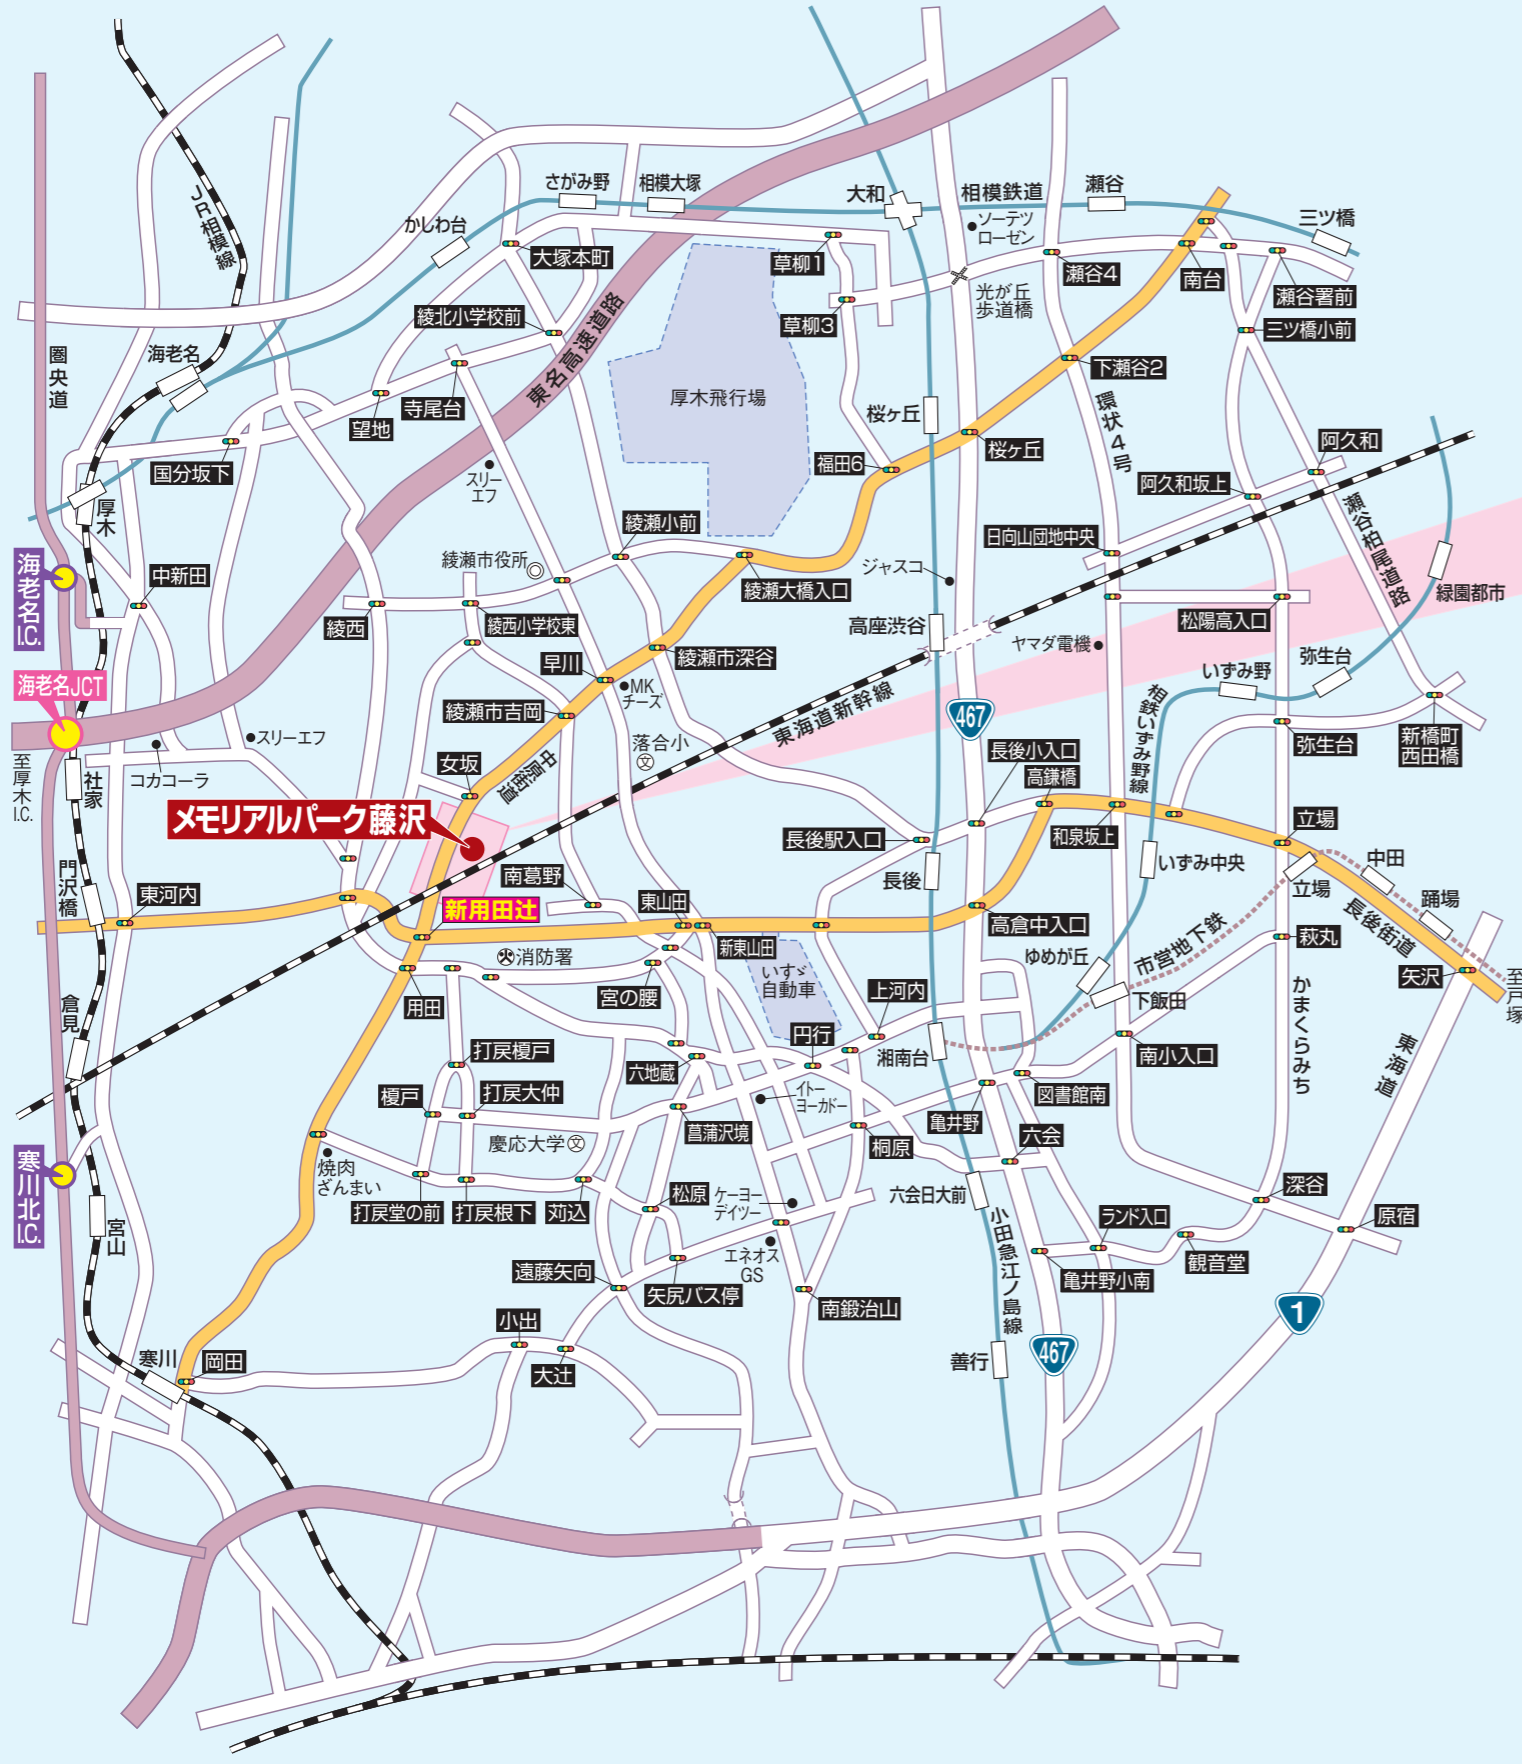 JR相模線
さがみ野
相模大塚
大和
相模鉄道
瀬谷
三ツ橋
かしわ台
大塚本町
草柳1
ソーテツ
ローゼン
瀬谷4
南台
瀬谷署前
綾北小学校前
草柳3
光が丘
歩道橋
三ツ橋小前
圏央道
海老名
東名高速道路
下瀬谷2
厚木飛行場
寺尾台
望地
桜ヶ丘
環状4号
国分坂下
福田6
桜ヶ丘
阿久和
スリー
エフ
阿久和坂上
厚木
綾瀬小前
日向山団地中央
瀬谷柏尾道路
綾瀬市役所
ジャスコ
海老名I.C.
中新田
綾瀬大橋入口
緑園都市
綾西
綾西小学校東
高座渋谷
松陽高入口
ヤマダ電機
早川
綾瀬市深谷
弥生台
いずみ野
海老名JCT
MK
チーズ
相鉄いずみ野線
綾瀬市吉岡
東海道新幹線
467
新橋町
西田橋
スリーエフ
落合小
弥生台
至厚木I.C.
コカコーラ
女坂
中原街道
長後小入口
高鎌橋
社家
メモリアルパーク藤沢
長後駅入口
和泉坂上
立場
いずみ中央
中田
門沢橋
南葛野
長後
立場
東河内
新用田辻
東山田
踊場
高倉中入口
長後街道
新東山田
市営地下鉄
萩丸
消防署
ゆめが丘
いすゞ
自動車
矢沢
至戸塚
用田
宮の腰
上河内
下飯田
かまくらみち
倉見
円行
打戻榎戸
湘南台
南小入口
東海道
六地蔵
榎戸
打戻大仲
イトー
ヨーカドー
図書館南
菖蒲沢境
亀井野
慶応大学
桐原
六会
寒川北I.C.
焼肉
ざんまい
松原
ケーヨー
デイツー
六会日大前
深谷
打戻堂の前
打戻根下
苅込
小田急江ノ島線
ランド入口
原宿
宮山
エネオス
GS
観音堂
遠藤矢向
亀井野小南
矢尻バス停
南鍛治山
小出
1
寒川
岡田
467
善行
大辻